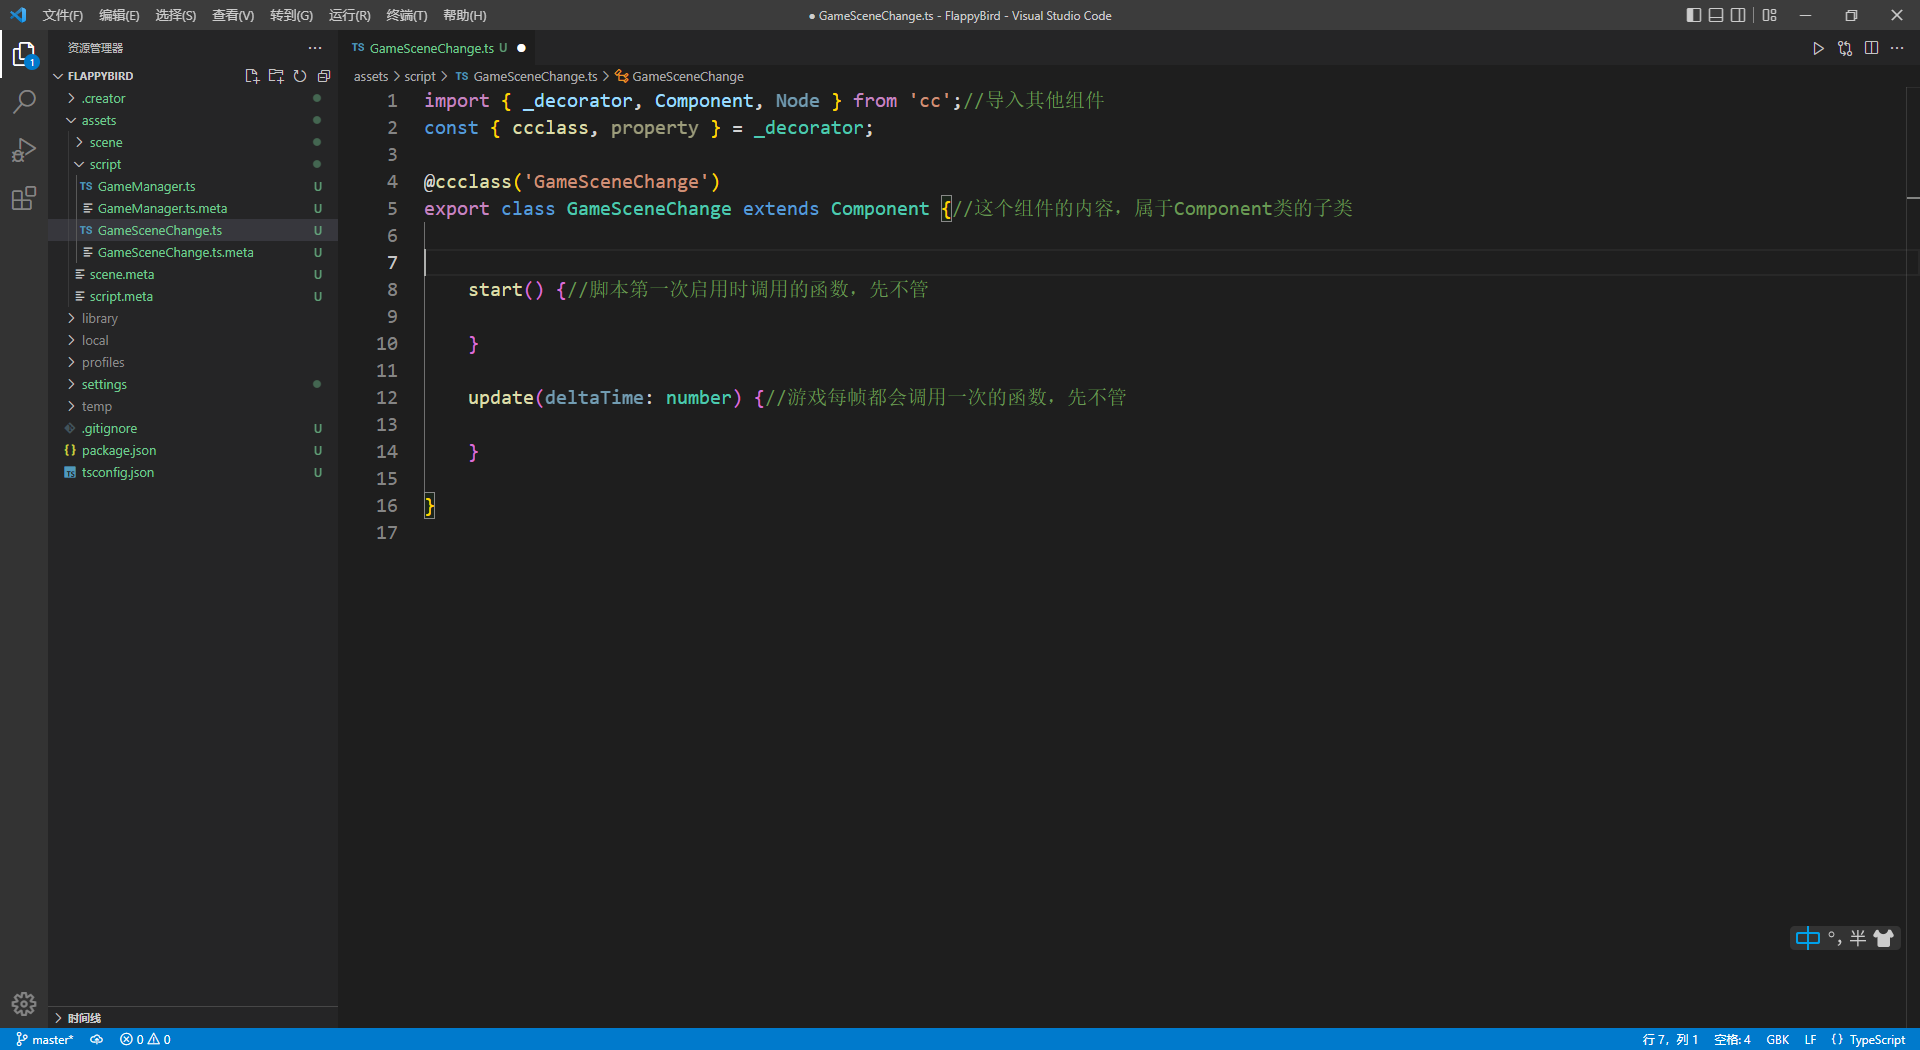 文件(F) 编辑(E) 选择(S) 查看(V) 转到(G) 运行(R) 终端(T) 帮助(H)
● GameSceneChange.ts - FlappyBird - Visual Studio Code
资源管理器
1
FLAPPYBIRD
.creator
assets
scene
script
TS GameManager.ts U
GameManager.ts.meta U
TS GameSceneChange.ts U
GameSceneChange.ts.meta U
scene.meta U
script.meta U
library
local
profiles
settings
temp
.gitignore U
{} package.json U
TS tsconfig.json U
时间线
TS GameSceneChange.ts U ●
assets > script > TS GameSceneChange.ts > GameSceneChange
1 import { _decorator, Component, Node } from 'cc';//导入其他组件
2 const { ccclass, property } = _decorator;
3
4 @ccclass('GameSceneChange')
5 export class GameSceneChange extends Component {//这个组件的内容，属于Component类的子类
6
7
8 start() {//脚本第一次启用时调用的函数，先不管
9
10 }
11
12 update(deltaTime: number) {//游戏每帧都会调用一次的函数，先不管
13
14 }
15
16 }
17
中 °, 半
master* 0 0
行 7，列 1 空格: 4 GBK LF {} TypeScript